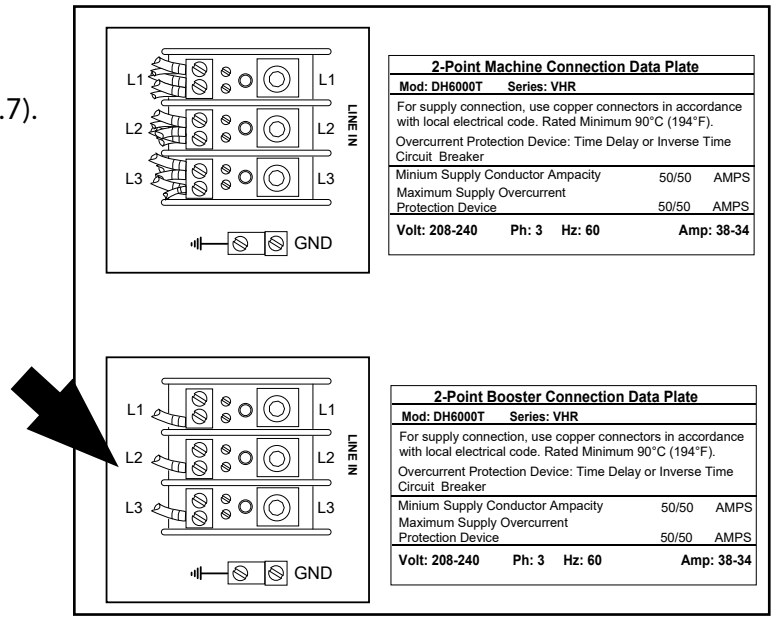 .7).
L1 L1
L2 L2
L3 L3
LINE IN
GND
2-Point Machine Connection Data Plate
Mod: DH6000T Series: VHR
For supply connection, use copper connectors in accordance
with local electrical code. Rated Minimum 90°C (194°F).
Overcurrent Protection Device: Time Delay or Inverse Time
Circuit Breaker
Minium Supply Conductor Ampacity 50/50 AMPS
Maximum Supply Overcurrent
Protection Device 50/50 AMPS
Volt: 208-240 Ph: 3 Hz: 60 Amp: 38-34
L1 L1
L2 L2
L3 L3
LINE IN
GND
2-Point Booster Connection Data Plate
Mod: DH6000T Series: VHR
For supply connection, use copper connectors in accordance
with local electrical code. Rated Minimum 90°C (194°F).
Overcurrent Protection Device: Time Delay or Inverse Time
Circuit Breaker
Minium Supply Conductor Ampacity 50/50 AMPS
Maximum Supply Overcurrent
Protection Device 50/50 AMPS
Volt: 208-240 Ph: 3 Hz: 60 Amp: 38-34